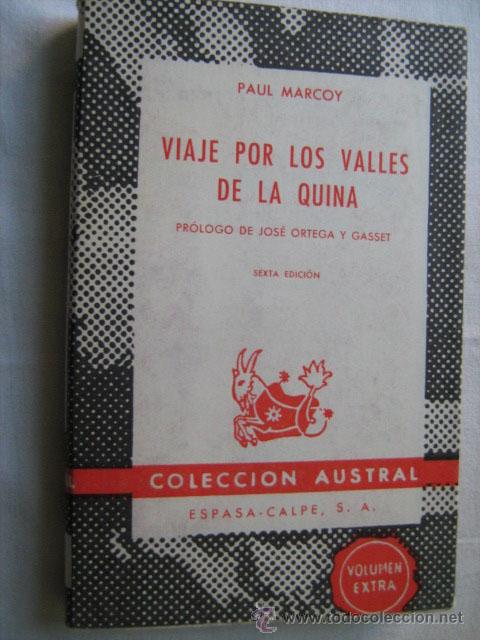 PAUL MARCOY
VIAJE POR LOS VALLES
DE LA QUINA
PRÓLOGO DE JOSÉ ORTEGA Y GASSET
SEXTA EDICIÓN
COLECCION AUSTRAL
ESPASA-CALPE, S. A.
VOLUMEN
EXTRA
www.todocoleccion.net